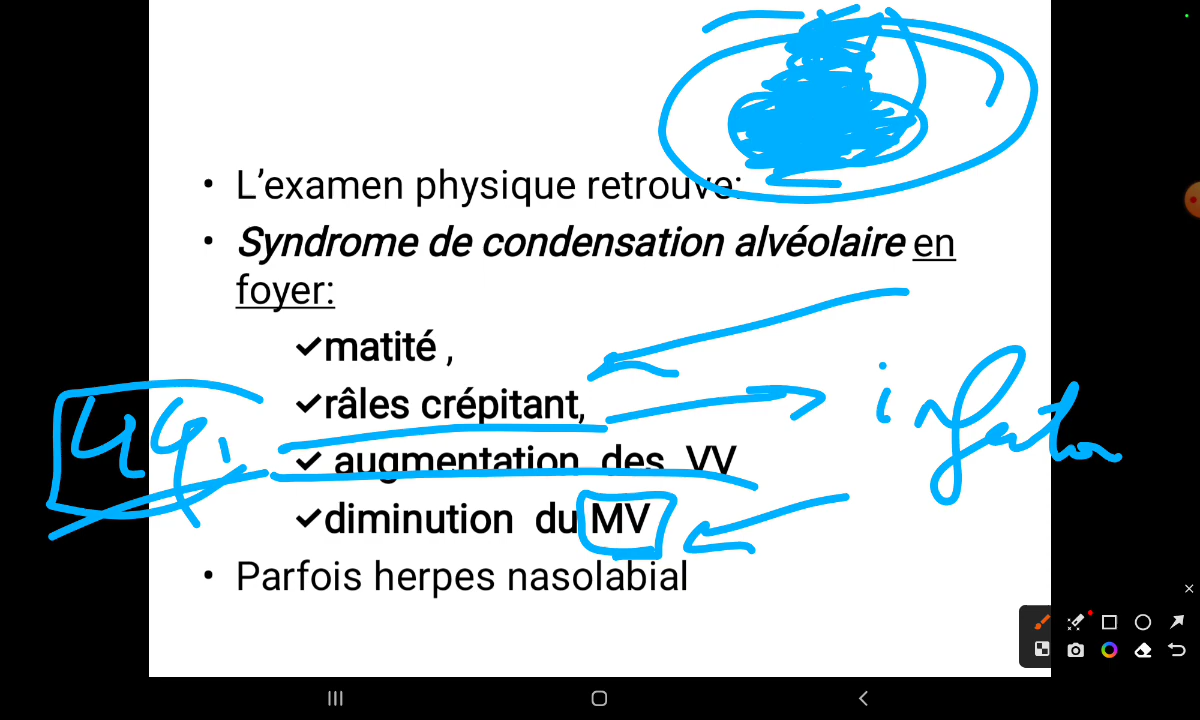 • L’examen physique retrouve:
• Syndrome de condensation alvéolaire en
foyer:
✓matité ,
✓râles crépitant,
✓ augmentation des VV
✓diminution du MV
• Parfois herpes nasolabial
infection